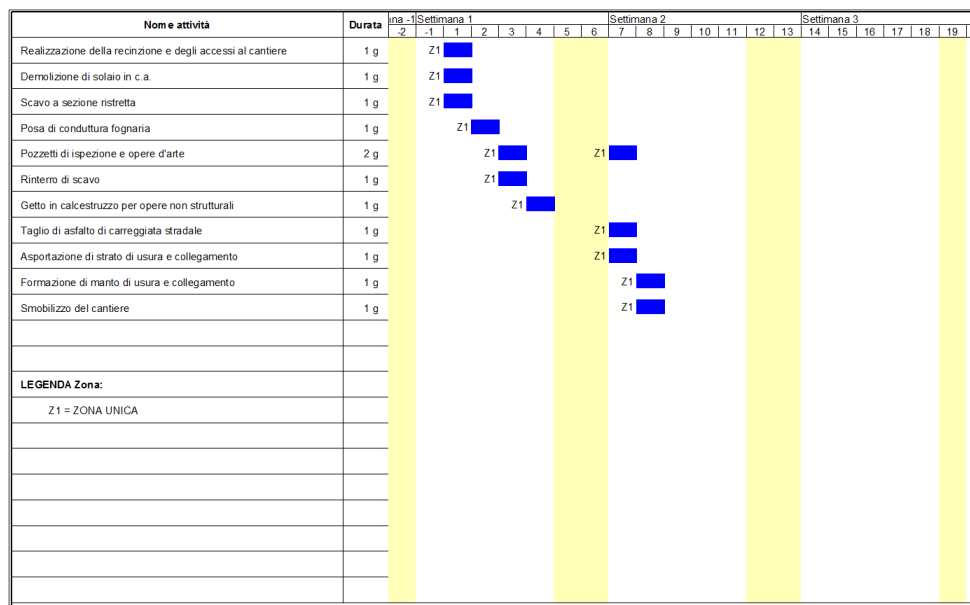 Nome attività Durata ına -1 Settimana 1 Settimana 2 Settimana 3
-2 -1 1 2 3 4 5 6 7 8 9 10 11 12 13 14 15 16 17 18 19
Realizzazione della recinzione e degli accessi al cantiere 1 g Z1
Demolizione di solaio in c.a. 1 g Z1
Scavo a sezione ristretta 1 g Z1
Posa di conduttura fognaria 1 g Z1
Pozzetti di ispezione e opere d'arte 2 g Z1 Z1
Rinterro di scavo 1 g Z1
Getto in calcestruzzo per opere non strutturali 1 g Z1
Taglio di asfalto di carreggiata stradale 1 g Z1
Asportazione di strato di usura e collegamento 1 g Z1
Formazione di manto di usura e collegamento 1 g Z1
Smobilizzo del cantiere 1 g Z1
LEGENDA Zona:
Z1 = ZONA UNICA